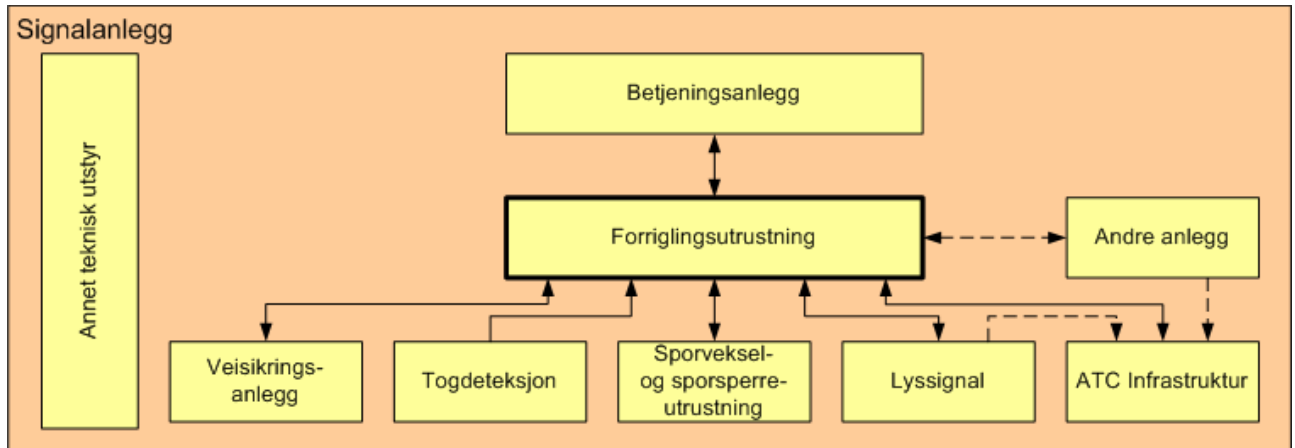 Signalanlegg
Annet teknisk utstyr
Betjeningsanlegg
Forriglingsutrustning
Andre anlegg
Veisikrings-
anlegg
Togdeteksjon
Sporveksel-
og sporsperre-
utrustning
Lyssignal
ATC Infrastruktur